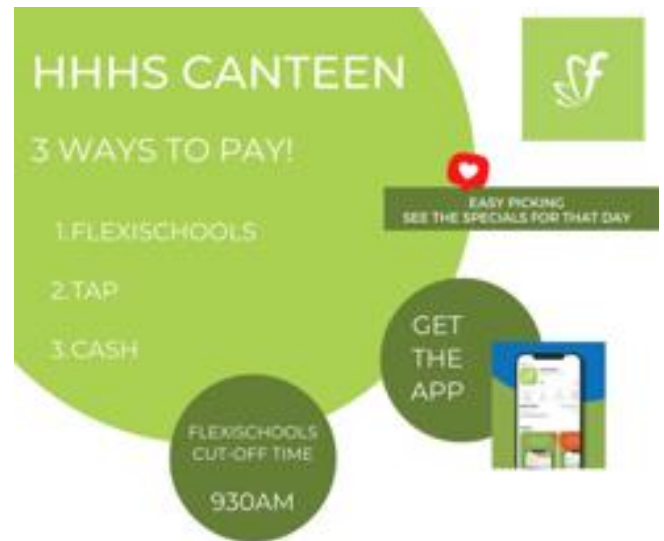 HHHS CANTEEN
3 WAYS TO PAY!
EASY PICKING
SEE THE SPECIALS FOR THAT DAY
1.FLEXISCHOOLS
2.TAP
3.CASH
GET
THE
APP
FLEXISCHOOLS
CUT-OFF TIME
930AM